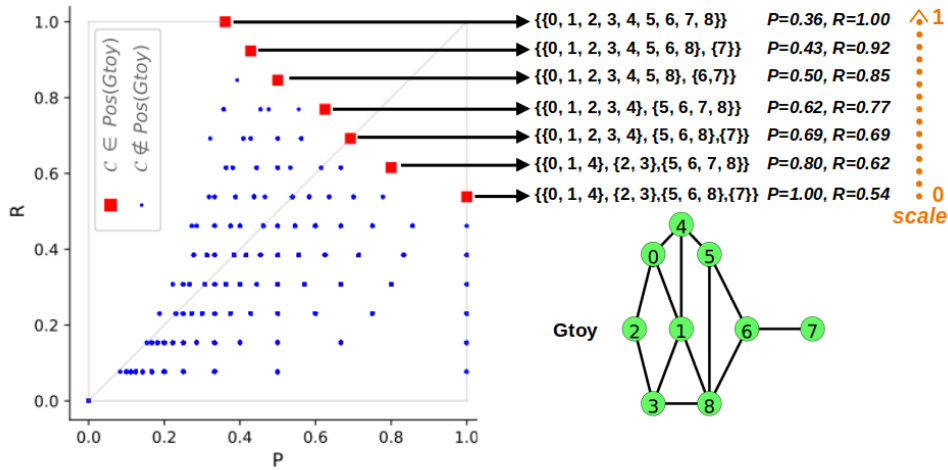 1.0
0.8
0.6
0.4
0.2
0.0
R
0.0 0.2 0.4 0.6 0.8 1.0
P
C ∈ Pos(Gtoy)
C ∉ Pos(Gtoy)
{{0, 1, 2, 3, 4, 5, 6, 7, 8}} P=0.36, R=1.00
{{0, 1, 2, 3, 4, 5, 6, 8}, {7}} P=0.43, R=0.92
{{0, 1, 2, 3, 4, 5, 8}, {6,7}} P=0.50, R=0.85
{{0, 1, 2, 3, 4}, {5, 6, 7, 8}} P=0.62, R=0.77
{{0, 1, 2, 3, 4}, {5, 6, 8},{7}} P=0.69, R=0.69
{{0, 1, 4}, {2, 3},{5, 6, 7, 8}} P=0.80, R=0.62
{{0, 1, 4}, {2, 3},{5, 6, 8},{7}} P=1.00, R=0.54
1
0
scale
Gtoy
4
0 5
2 1 6 7
3 8